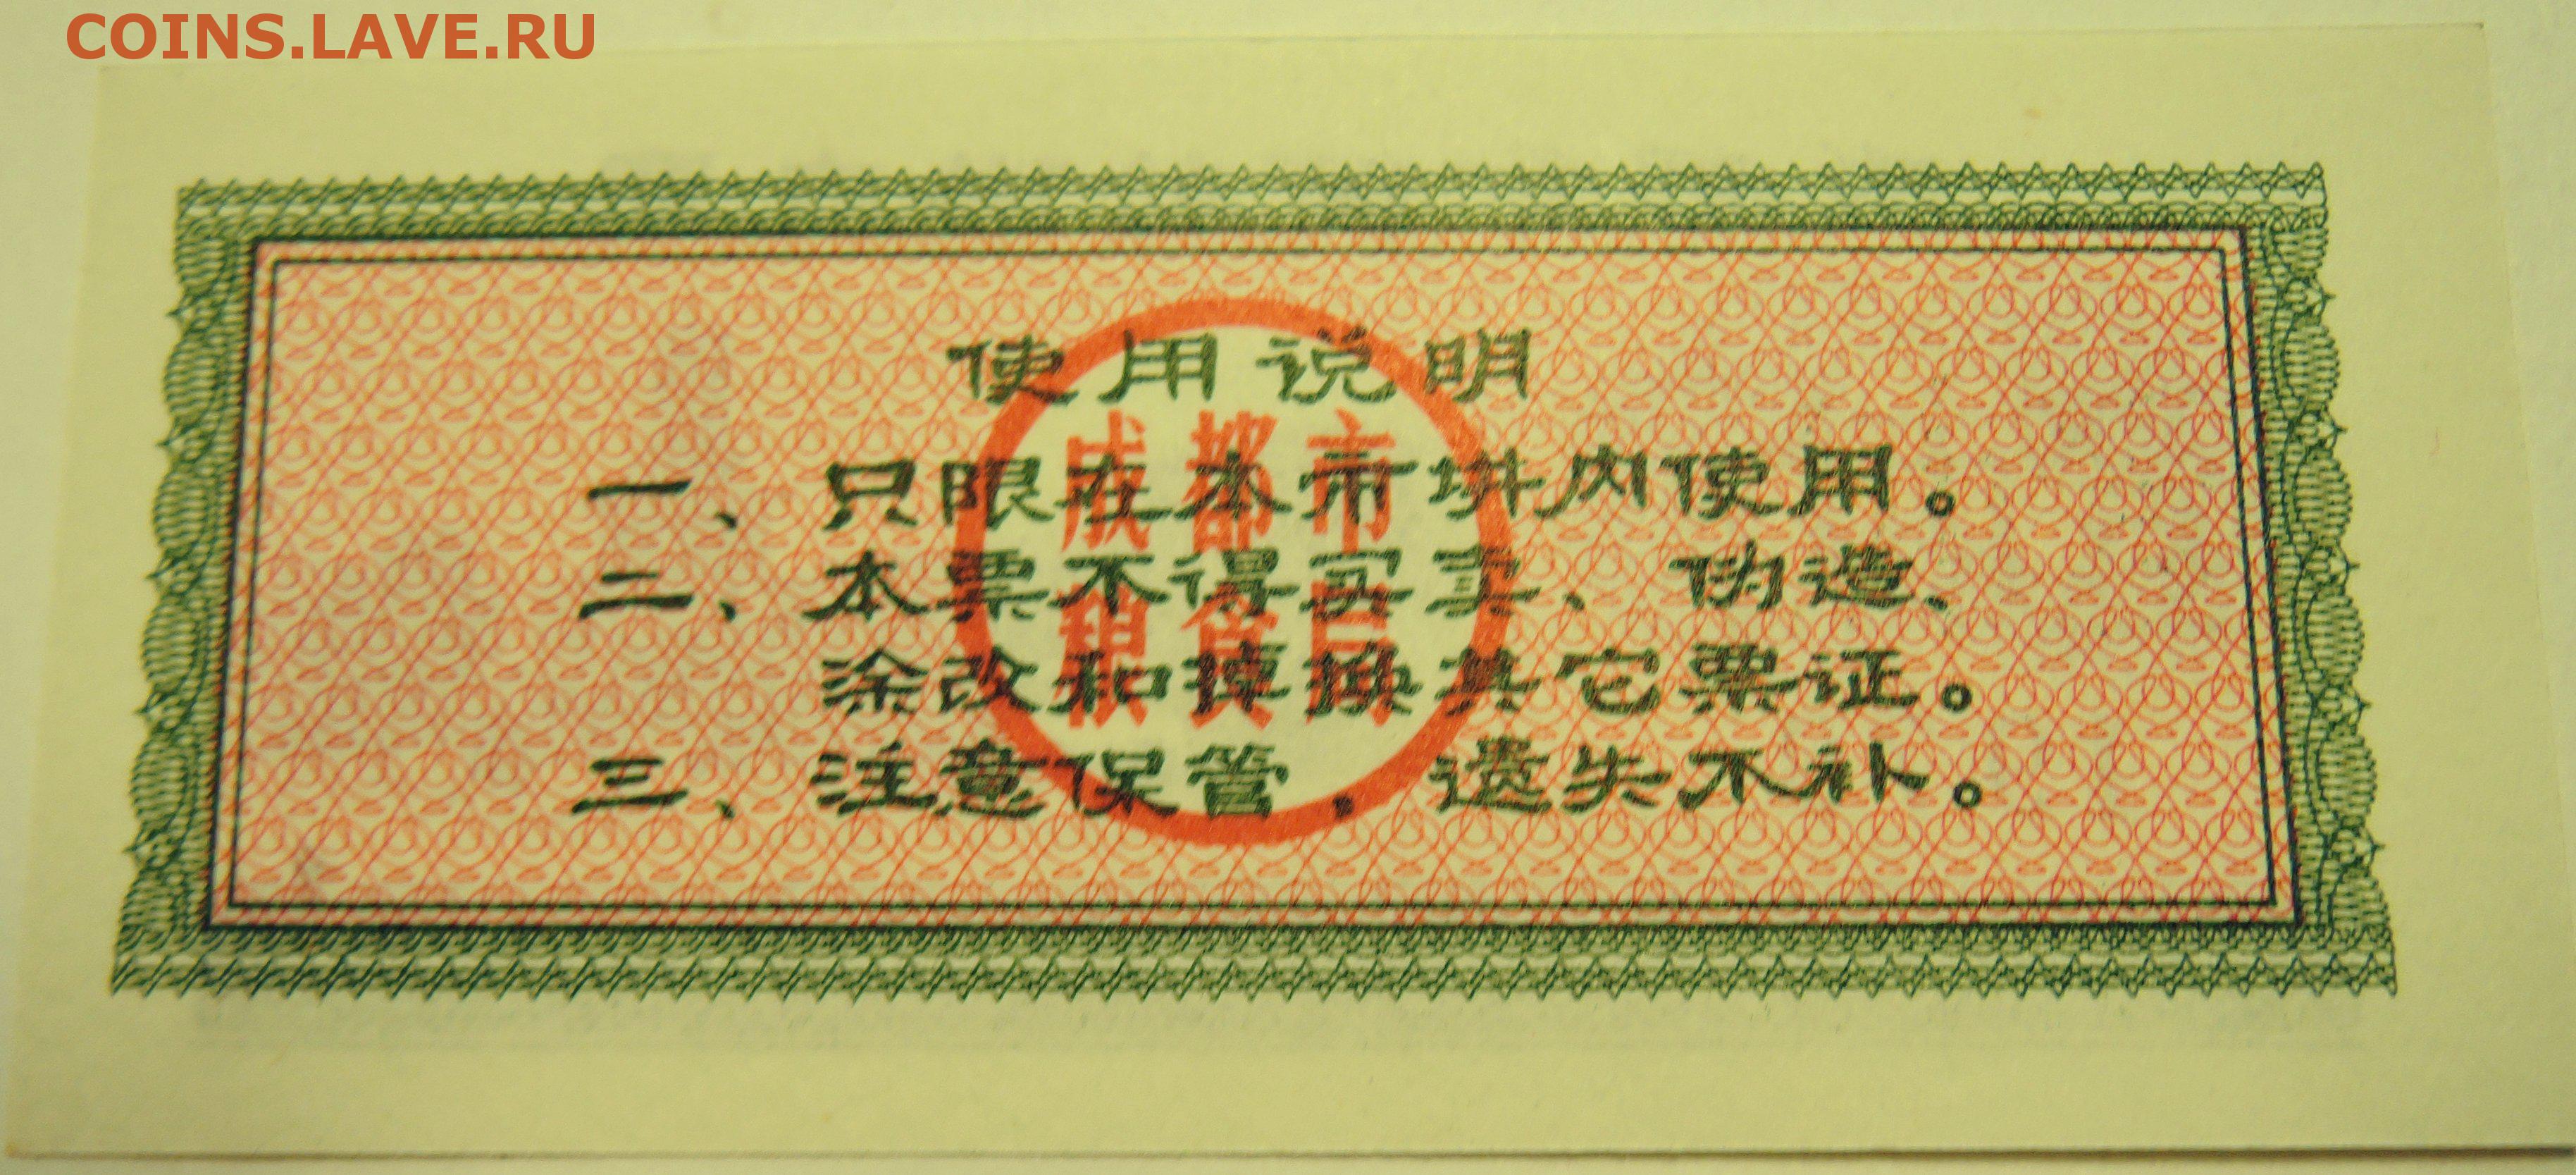 COINS.LAVE.RU
使用说明
成都市
粮食局
一、只限在本市境内使用。
二、本票不得买卖、伪造、
涂改和掉换其它票证。
三、注意保管，遗失不补。